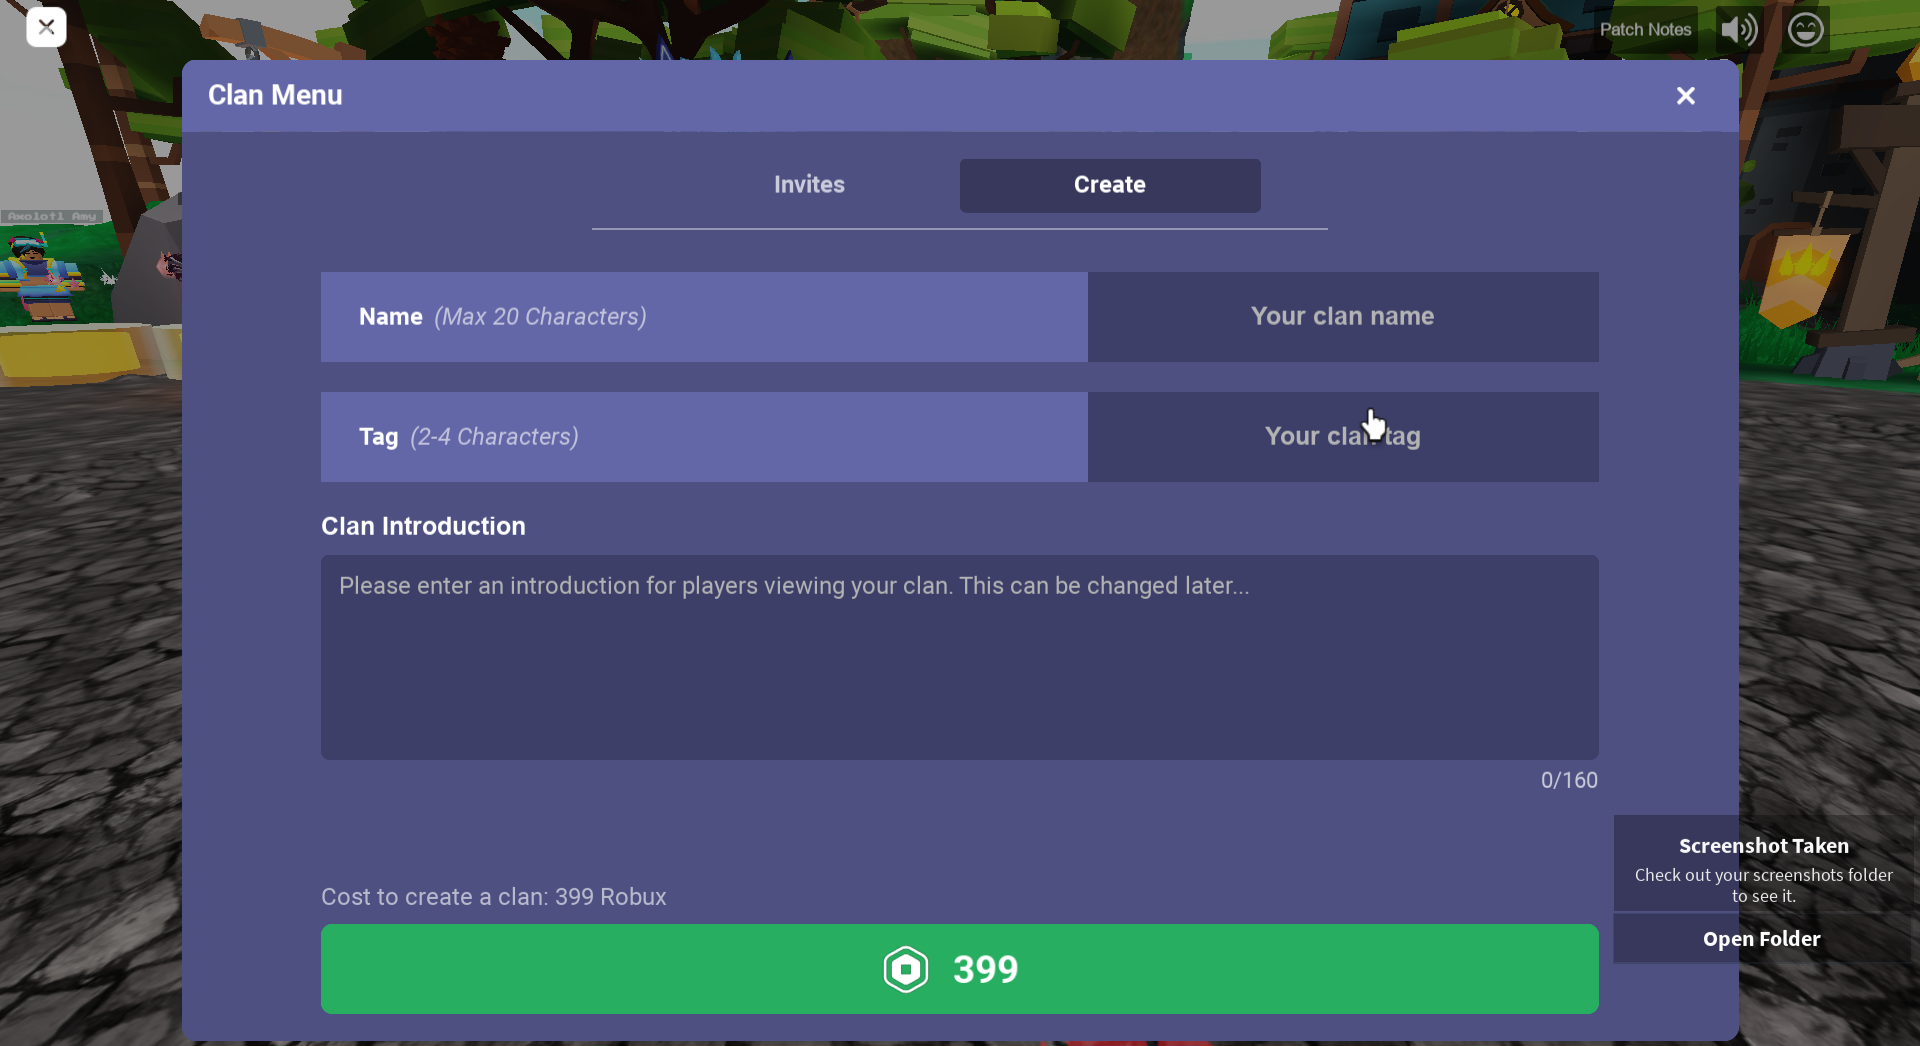 Patch Notes
Clan Menu
Invites
Create
Axolotl Amy
Name (Max 20 Characters)
Your clan name
Tag (2-4 Characters)
Your clan tag
Clan Introduction
Please enter an introduction for players viewing your clan. This can be changed later...
0/160
Screenshot Taken
Check out your screenshots folder
to see it.
Open Folder
Cost to create a clan: 399 Robux
399